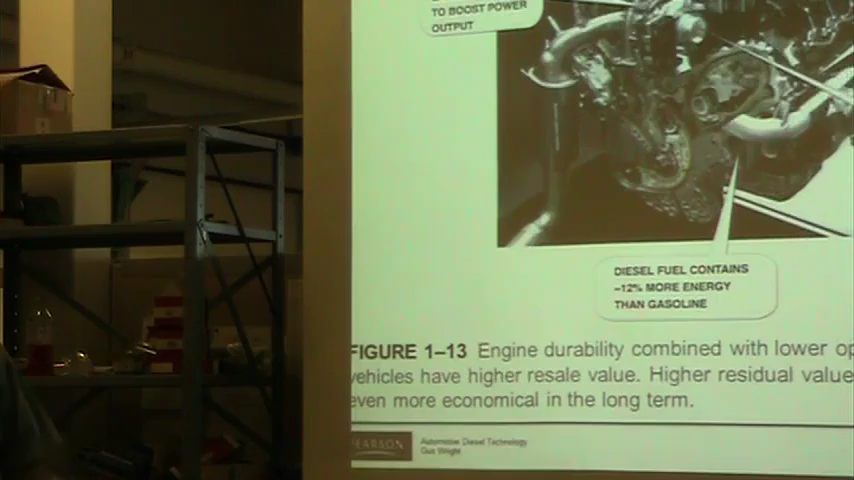 TO BOOST POWER
OUTPUT
DIESEL FUEL CONTAINS
~12% MORE ENERGY
THAN GASOLINE
FIGURE 1–13 Engine durability combined with lower op
vehicles have higher resale value. Higher residual value
even more economical in the long term.
PEARSON
Automotive Diesel Technology
Gus Wright